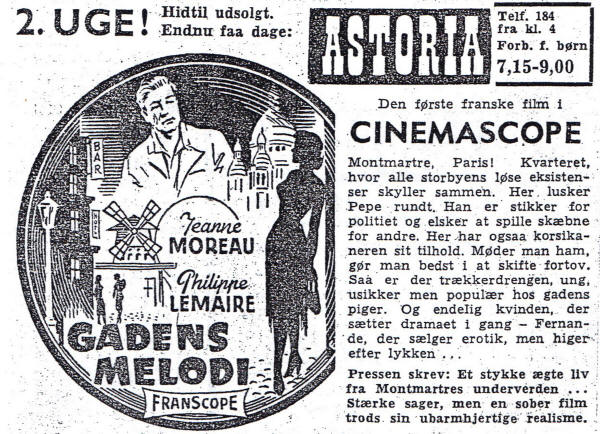 2. UGE!
Hidtil udsolgt.
Endnu faa dage:
ASTORIA
Telf. 184
fra kl. 4
Forb. f. børn
7,15-9,00
BAR
Jeanne
MOREAU
Philippe
LEMAIRE
GADENS
MELODI
FRANSCOPE
Den første franske film i
CINEMASCOPE
Montmartre, Paris! Kvarteret,
hvor alle storbyens løse eksisten-
ser skyller sammen. Her lusker
Pepe rundt. Han er stikker for
politiet og elsker at spille skæbne
for andre. Her har ogsaa korsika-
neren sit tilhold. Møder man ham,
gør man bedst i at skifte fortov.
Saa er der trækkerdrengen, ung,
usikker men populær hos gadens
piger. Og endelig kvinden, der
sætter dramaet i gang - Fernan-
de, der sælger erotik, men higer
efter lykken ...
Pressen skrev: Et stykke ægte liv
fra Montmartres underverden ...
Stærke sager, men en sober film
trods sin ubarmhjertige realisme.